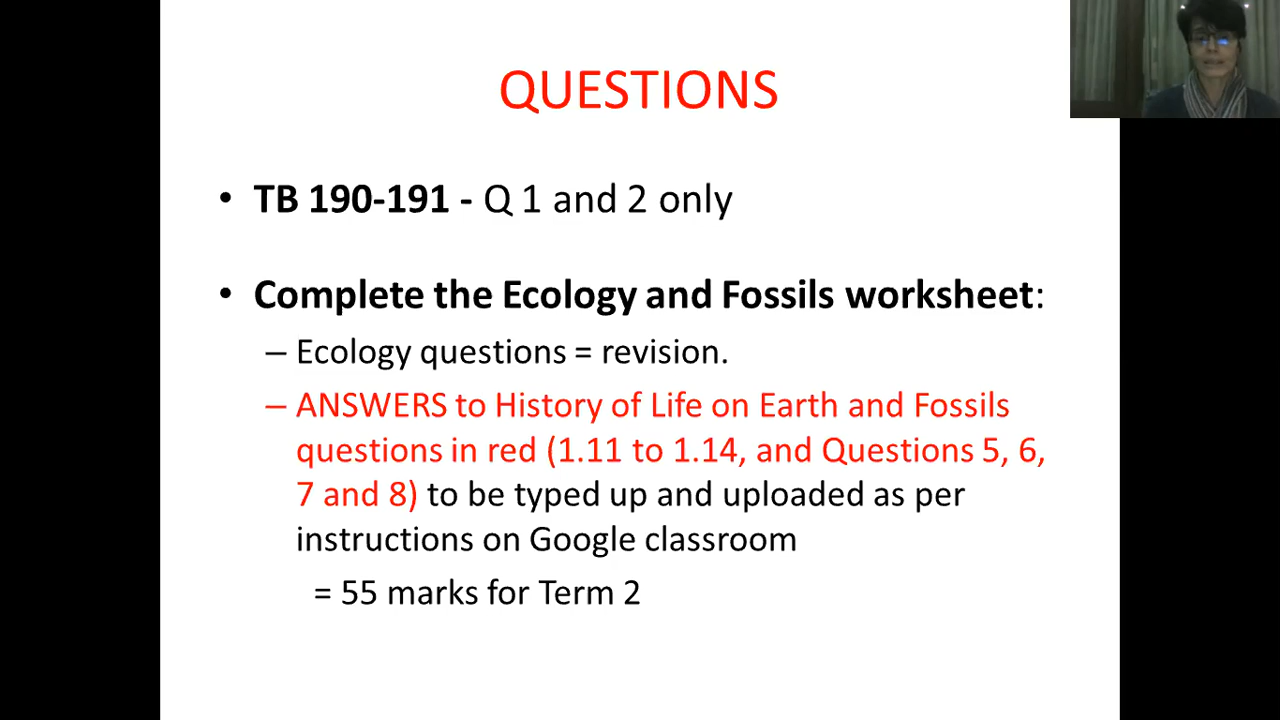 QUESTIONS
• TB 190-191 - Q 1 and 2 only
• Complete the Ecology and Fossils worksheet:
– Ecology questions = revision.
– ANSWERS to History of Life on Earth and Fossils
questions in red (1.11 to 1.14, and Questions 5, 6,
7 and 8) to be typed up and uploaded as per
instructions on Google classroom
= 55 marks for Term 2